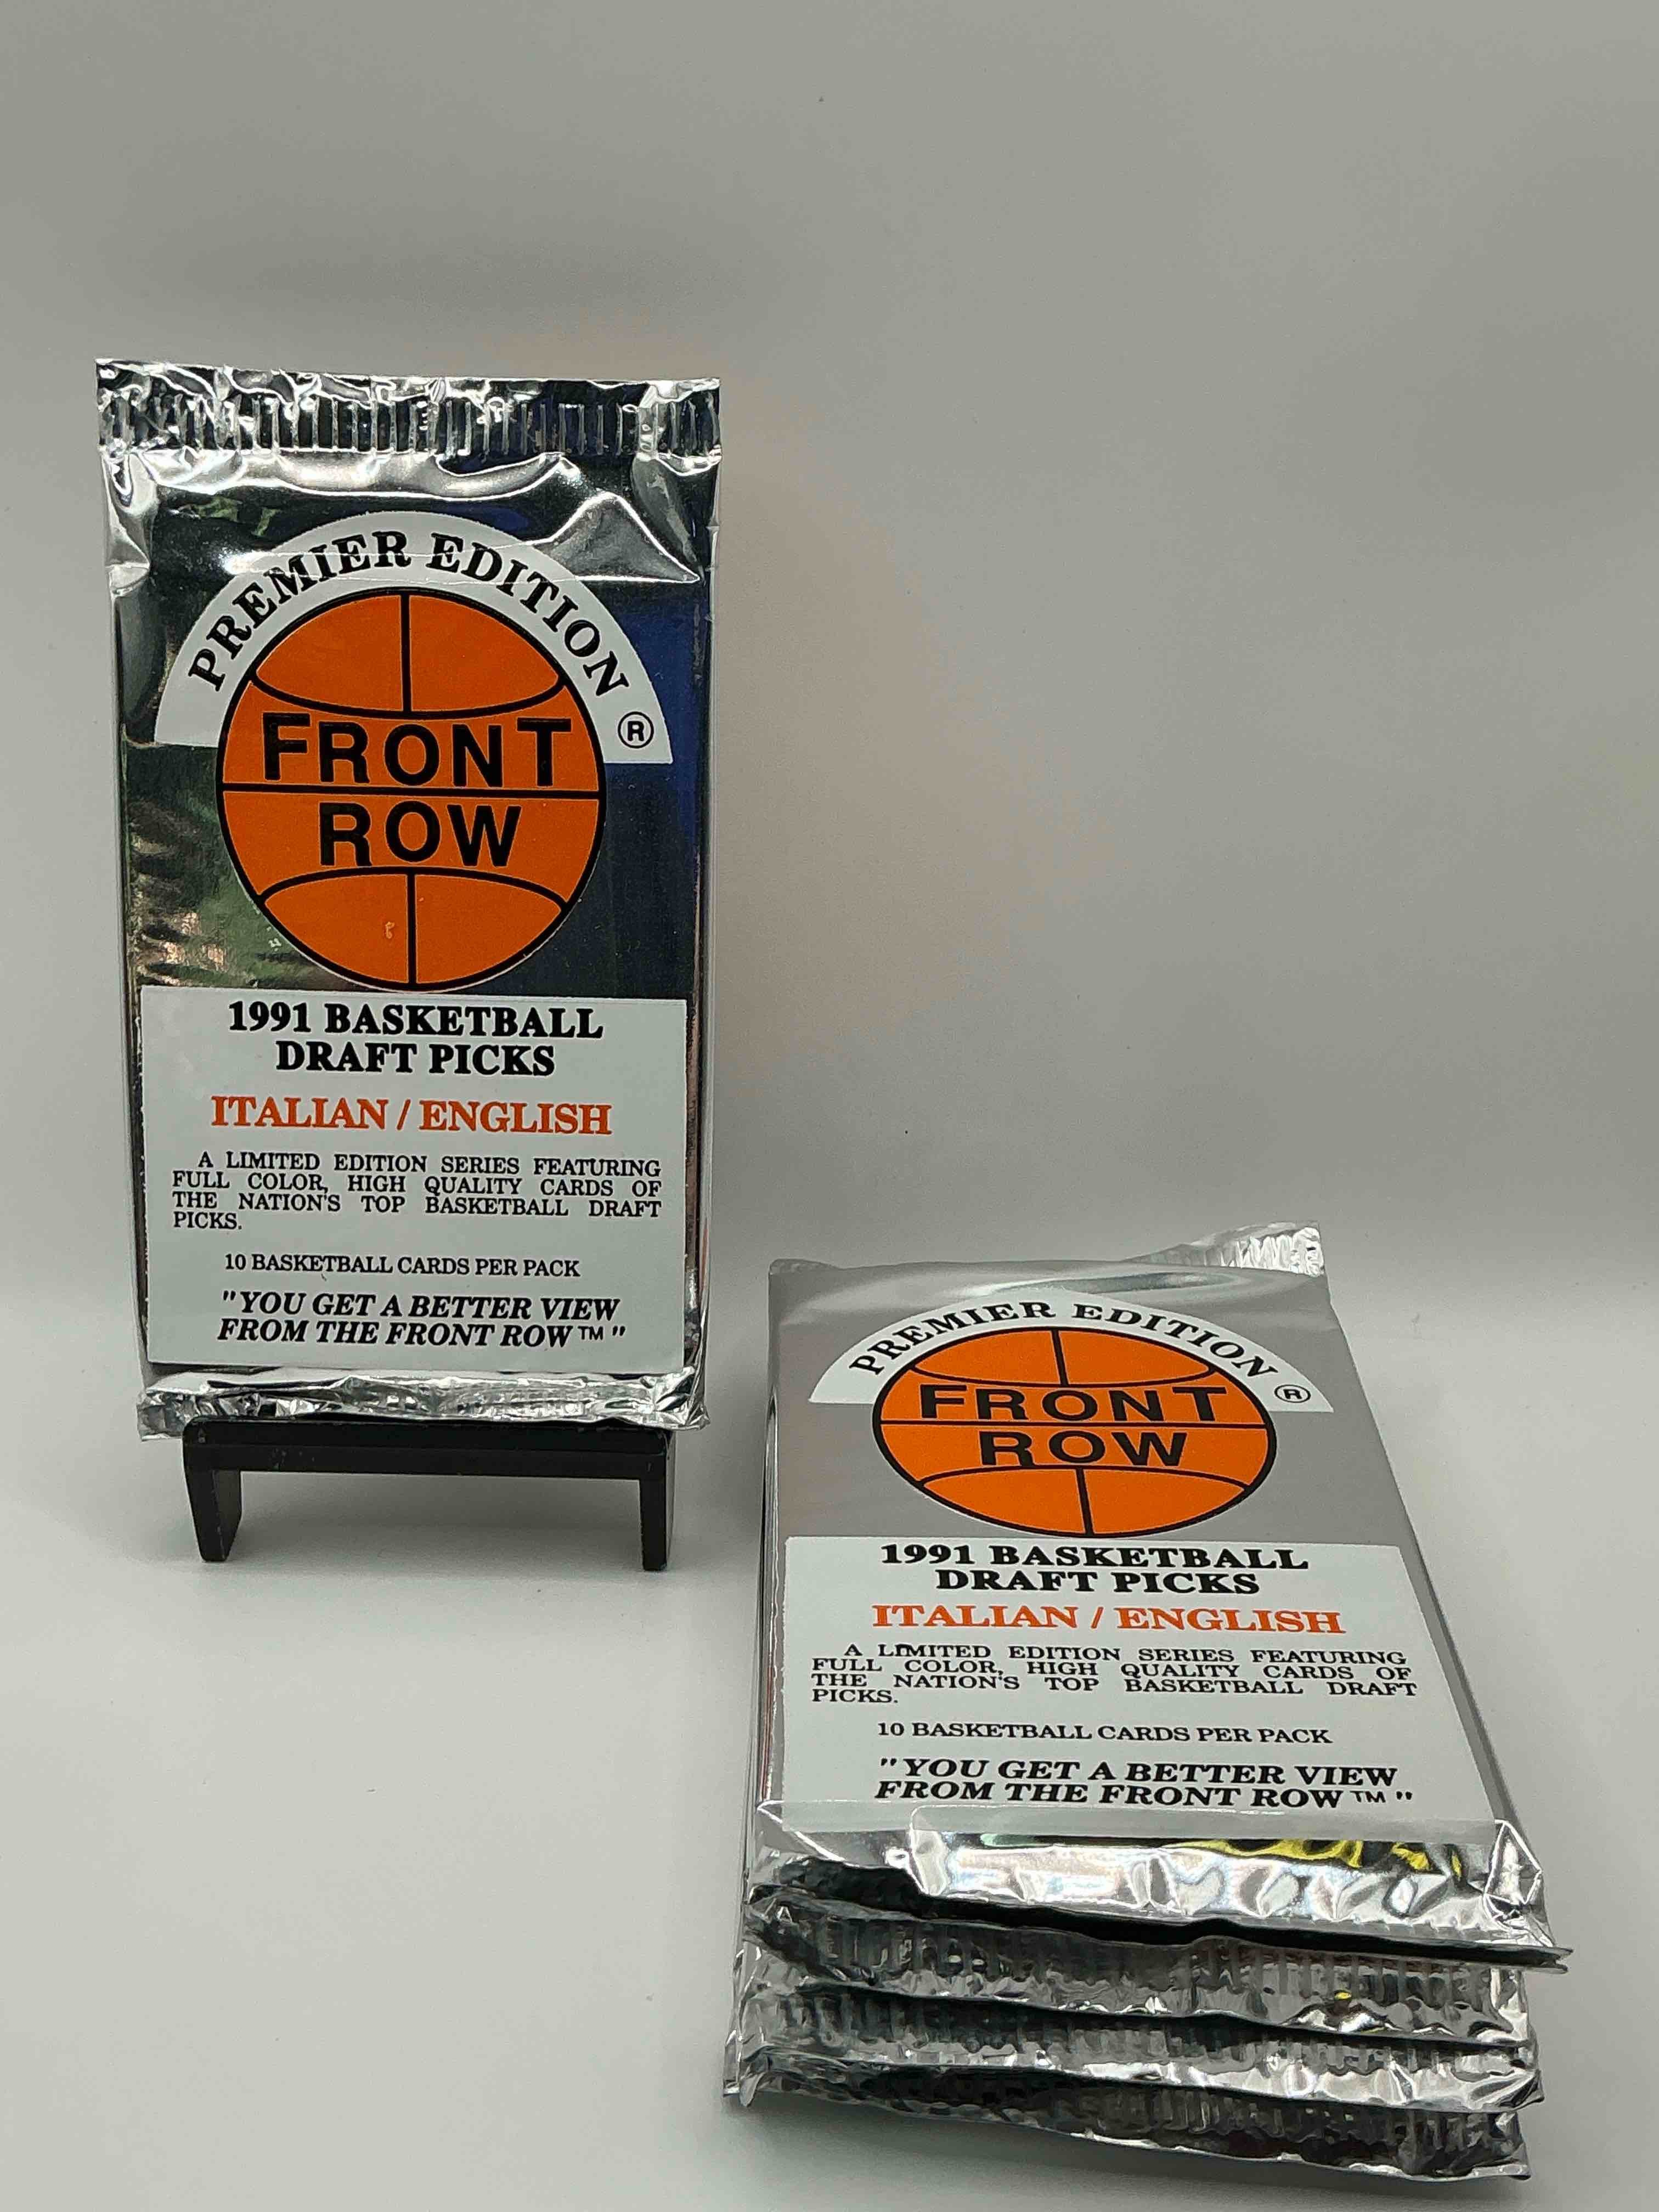 PREMIER EDITION
FRONT
ROW
®
1991 BASKETBALL
DRAFT PICKS
ITALIAN / ENGLISH
A LIMITED EDITION SERIES FEATURING
FULL COLOR, HIGH QUALITY CARDS OF
THE NATION'S TOP BASKETBALL DRAFT
PICKS.
10 BASKETBALL CARDS PER PACK
"YOU GET A BETTER VIEW
FROM THE FRONT ROW™"
PREMIER EDITION
FRONT
ROW
®
1991 BASKETBALL
DRAFT PICKS
ITALIAN / ENGLISH
A LIMITED EDITION SERIES FEATURING
FULL COLOR, HIGH QUALITY CARDS OF
THE NATION'S TOP BASKETBALL DRAFT
PICKS.
10 BASKETBALL CARDS PER PACK
"YOU GET A BETTER VIEW
FROM THE FRONT ROW™"